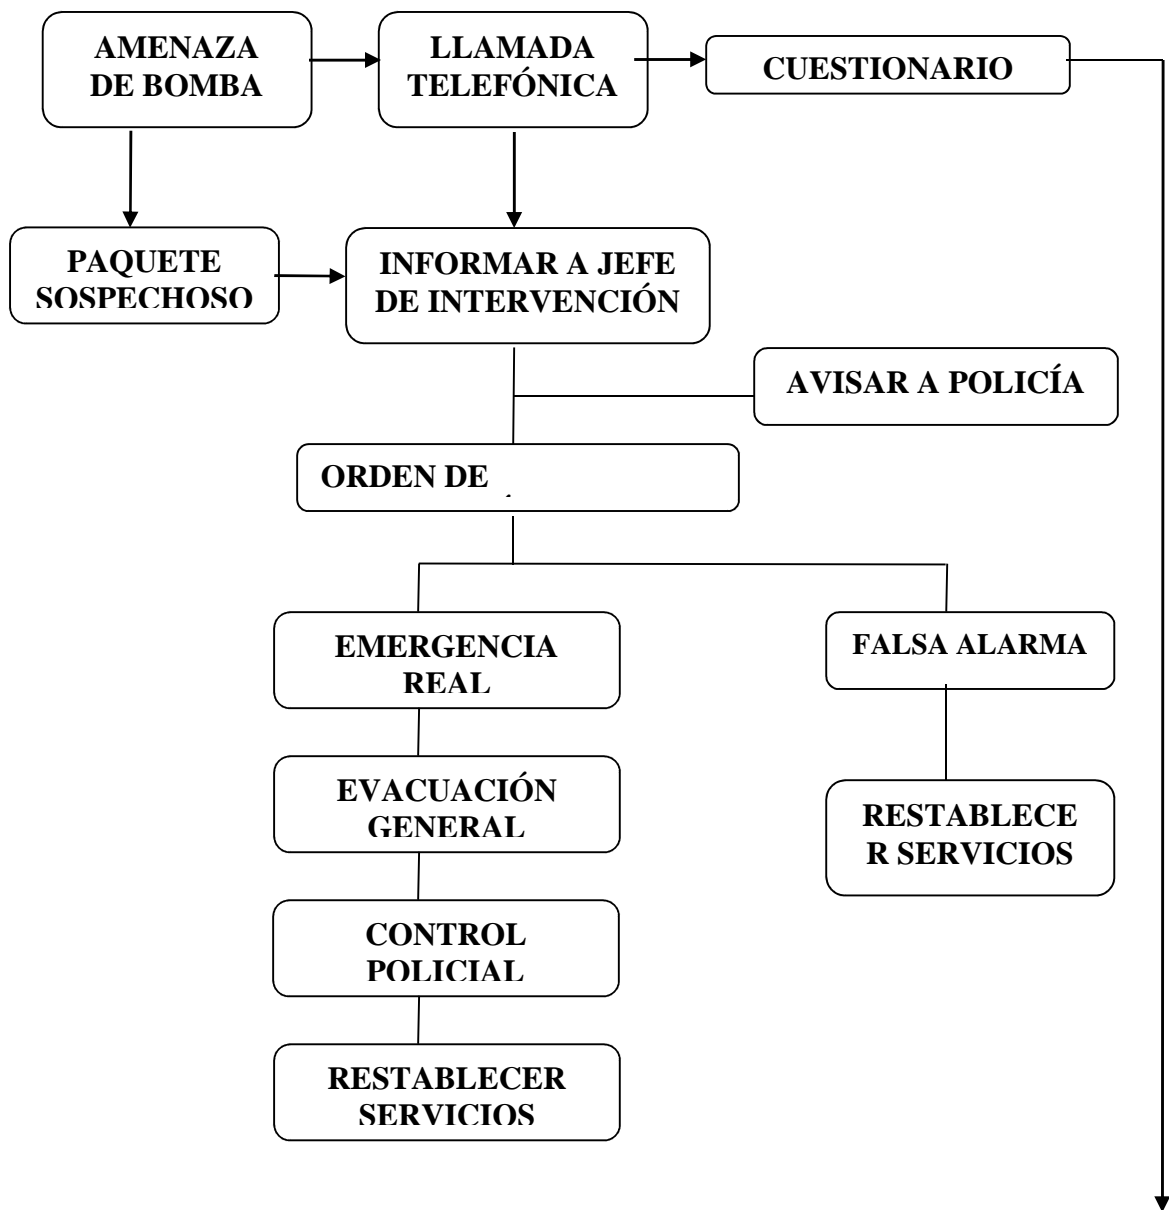 AMENAZA
DE BOMBA
LLAMADA
TELEFÓNICA
CUESTIONARIO
PAQUETE
SOSPECHOSO
INFORMAR A JEFE
DE INTERVENCIÓN
AVISAR A POLICÍA
ORDEN DE
EMERGENCIA
REAL
FALSA ALARMA
EVACUACIÓN
GENERAL
RESTABLECE
R SERVICIOS
CONTROL
POLICIAL
RESTABLECER
SERVICIOS